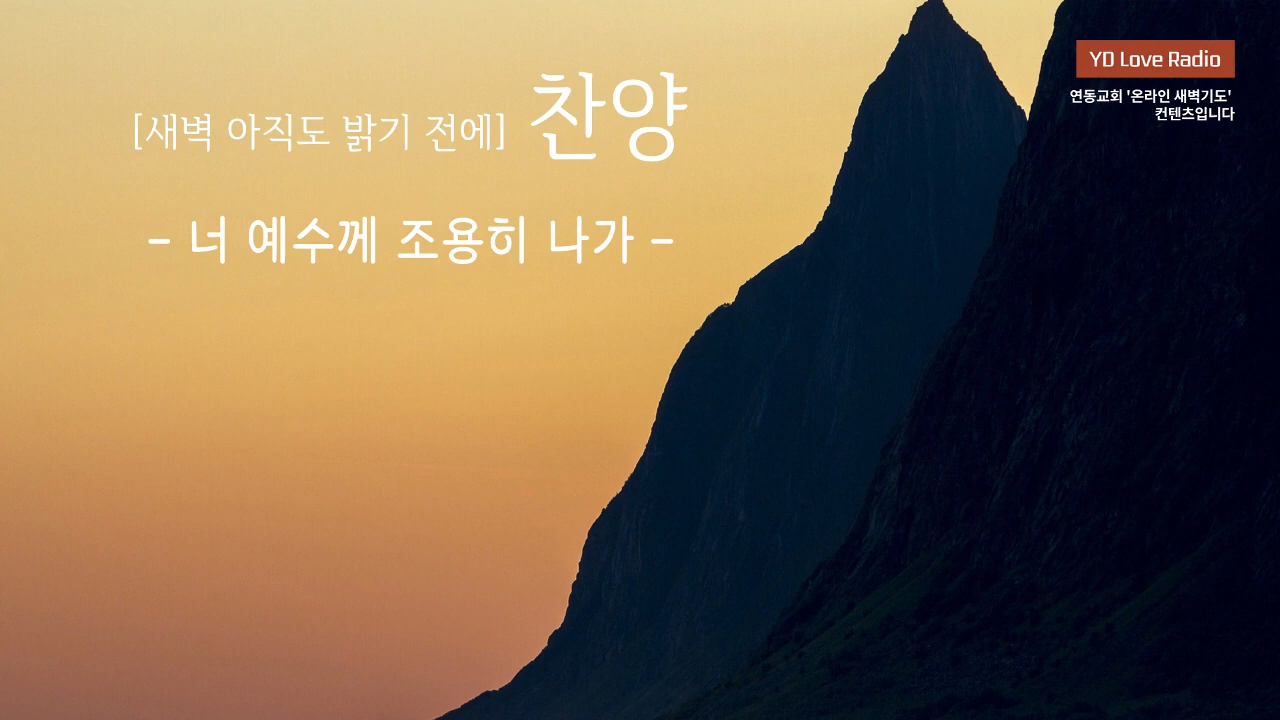 [새벽 아직도 밝기 전에] 찬양
- 너 예수께 조용히 나가 -
YD Love Radio
연동교회 '온라인 새벽기도'
컨텐츠입니다